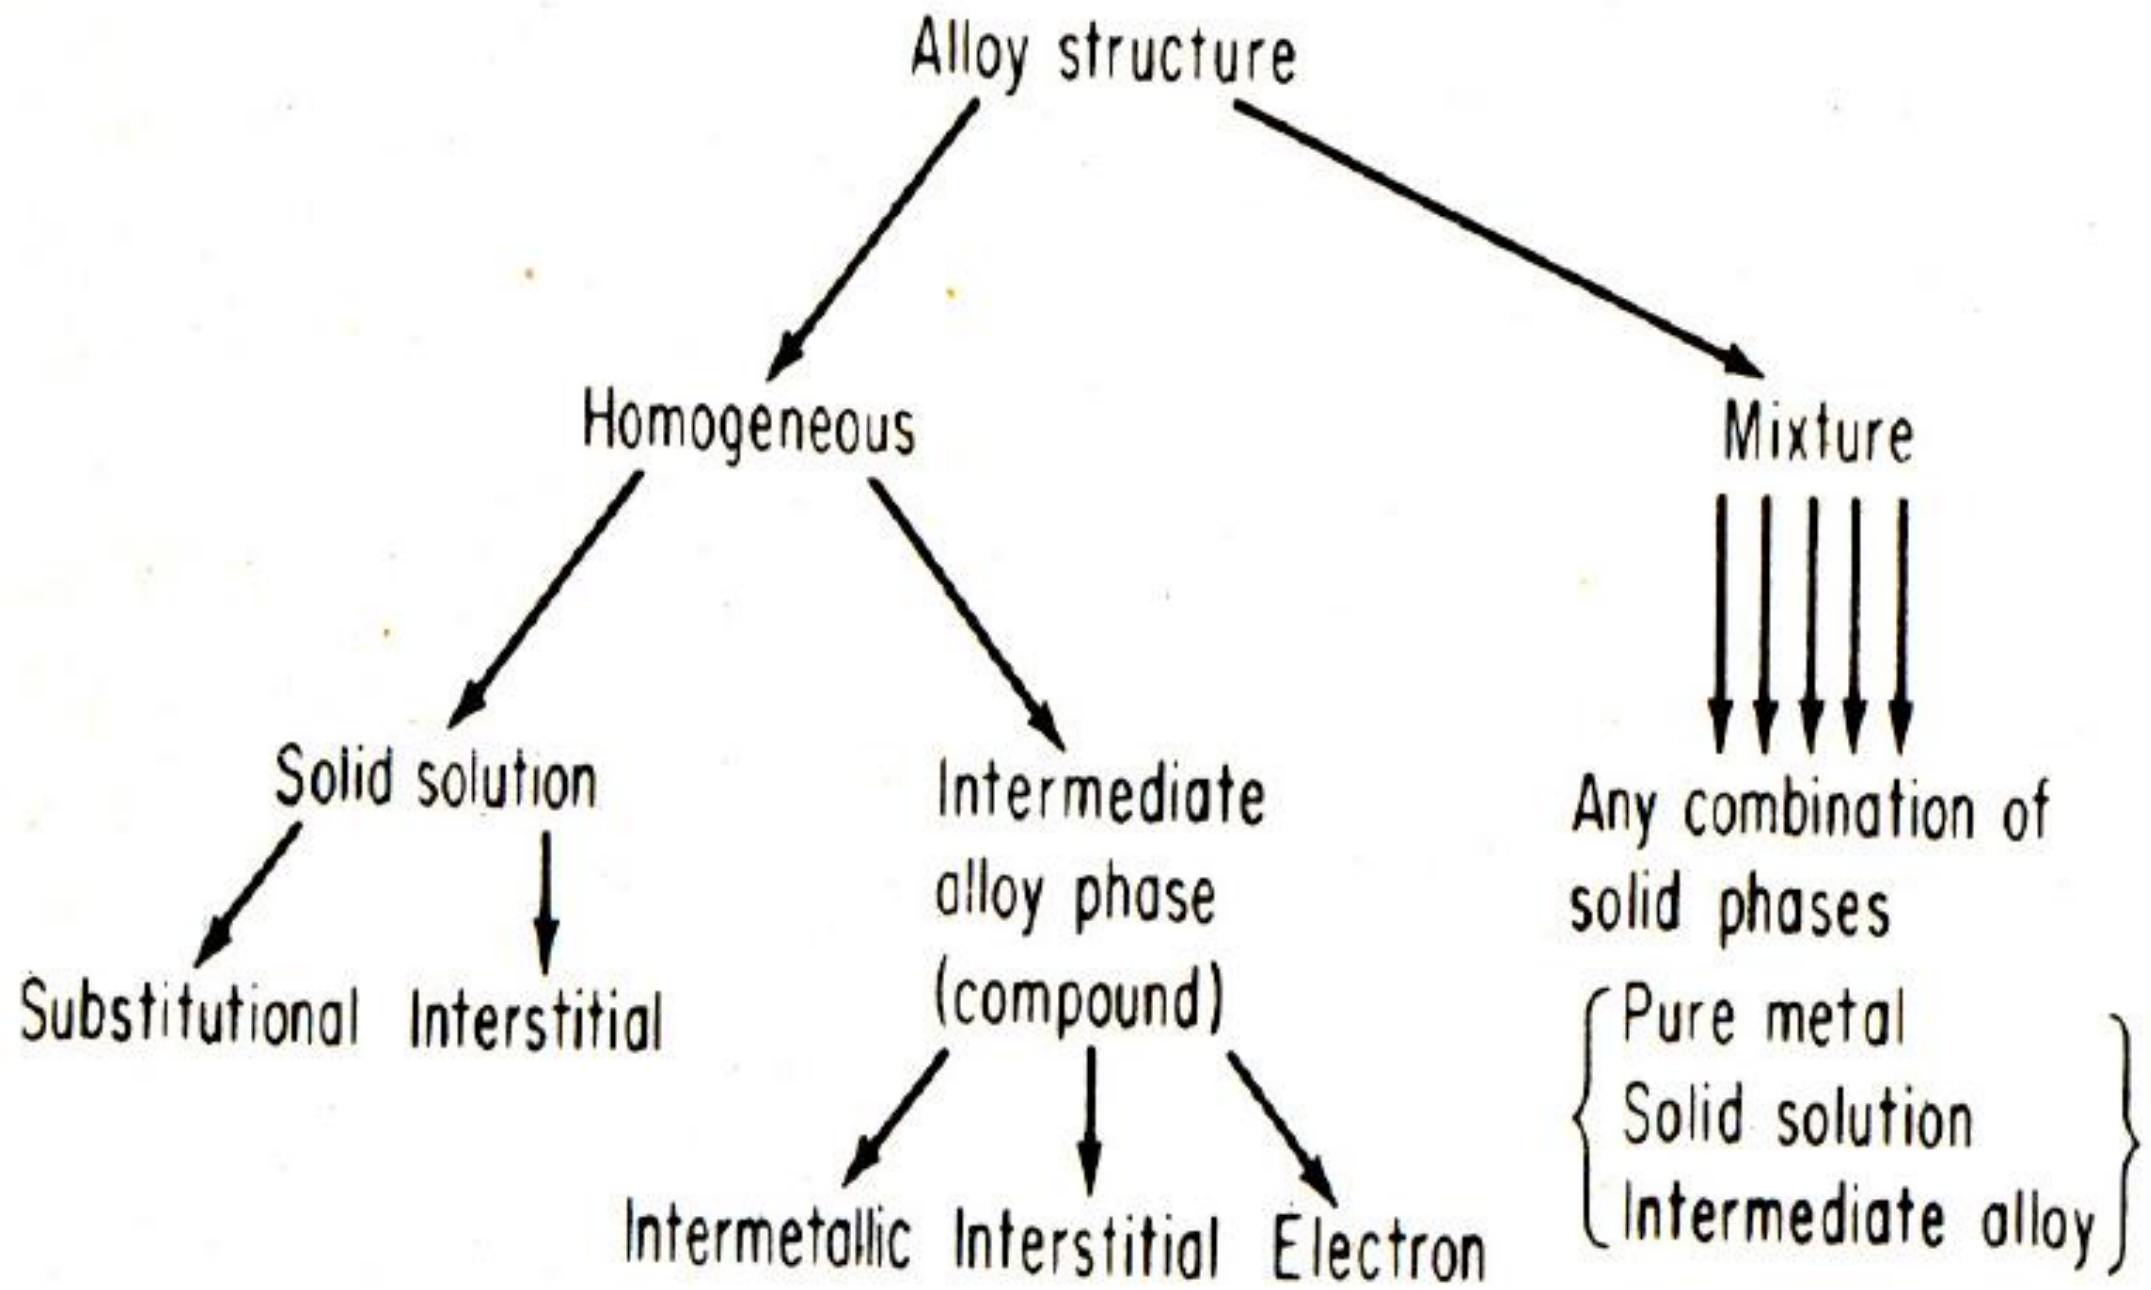 Alloy structure
Homogeneous
Mixture
Solid solution
Intermediate
alloy phase
(compound)
Any combination of
solid phases
Substitutional
Interstitial
Pure metal
Solid solution
Intermediate alloy
Intermetallic
Interstitial
Electron